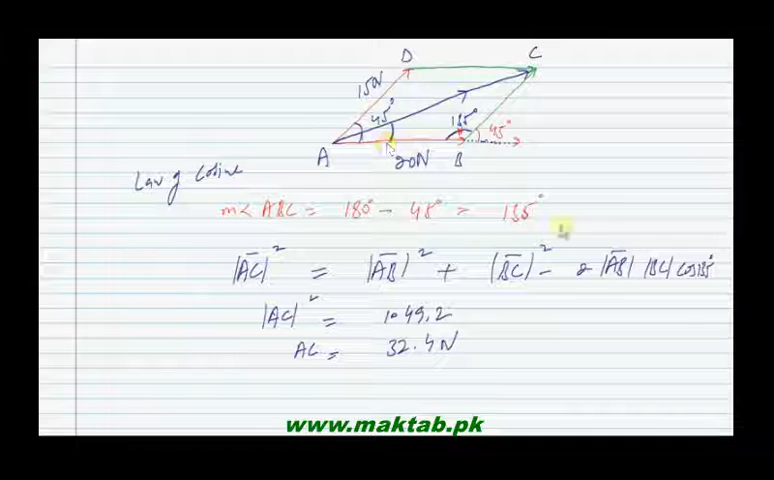 D C
15N
45°
135° 45°
A 20N B
Law of Cosine
m< ABC = 180° - 45° = 135°
|AC|² = |AB|² + |BC|² - 2 |AB| |BC| cos135°
|AC|² = 1049.2
AC = 32.4N
www.maktab.pk